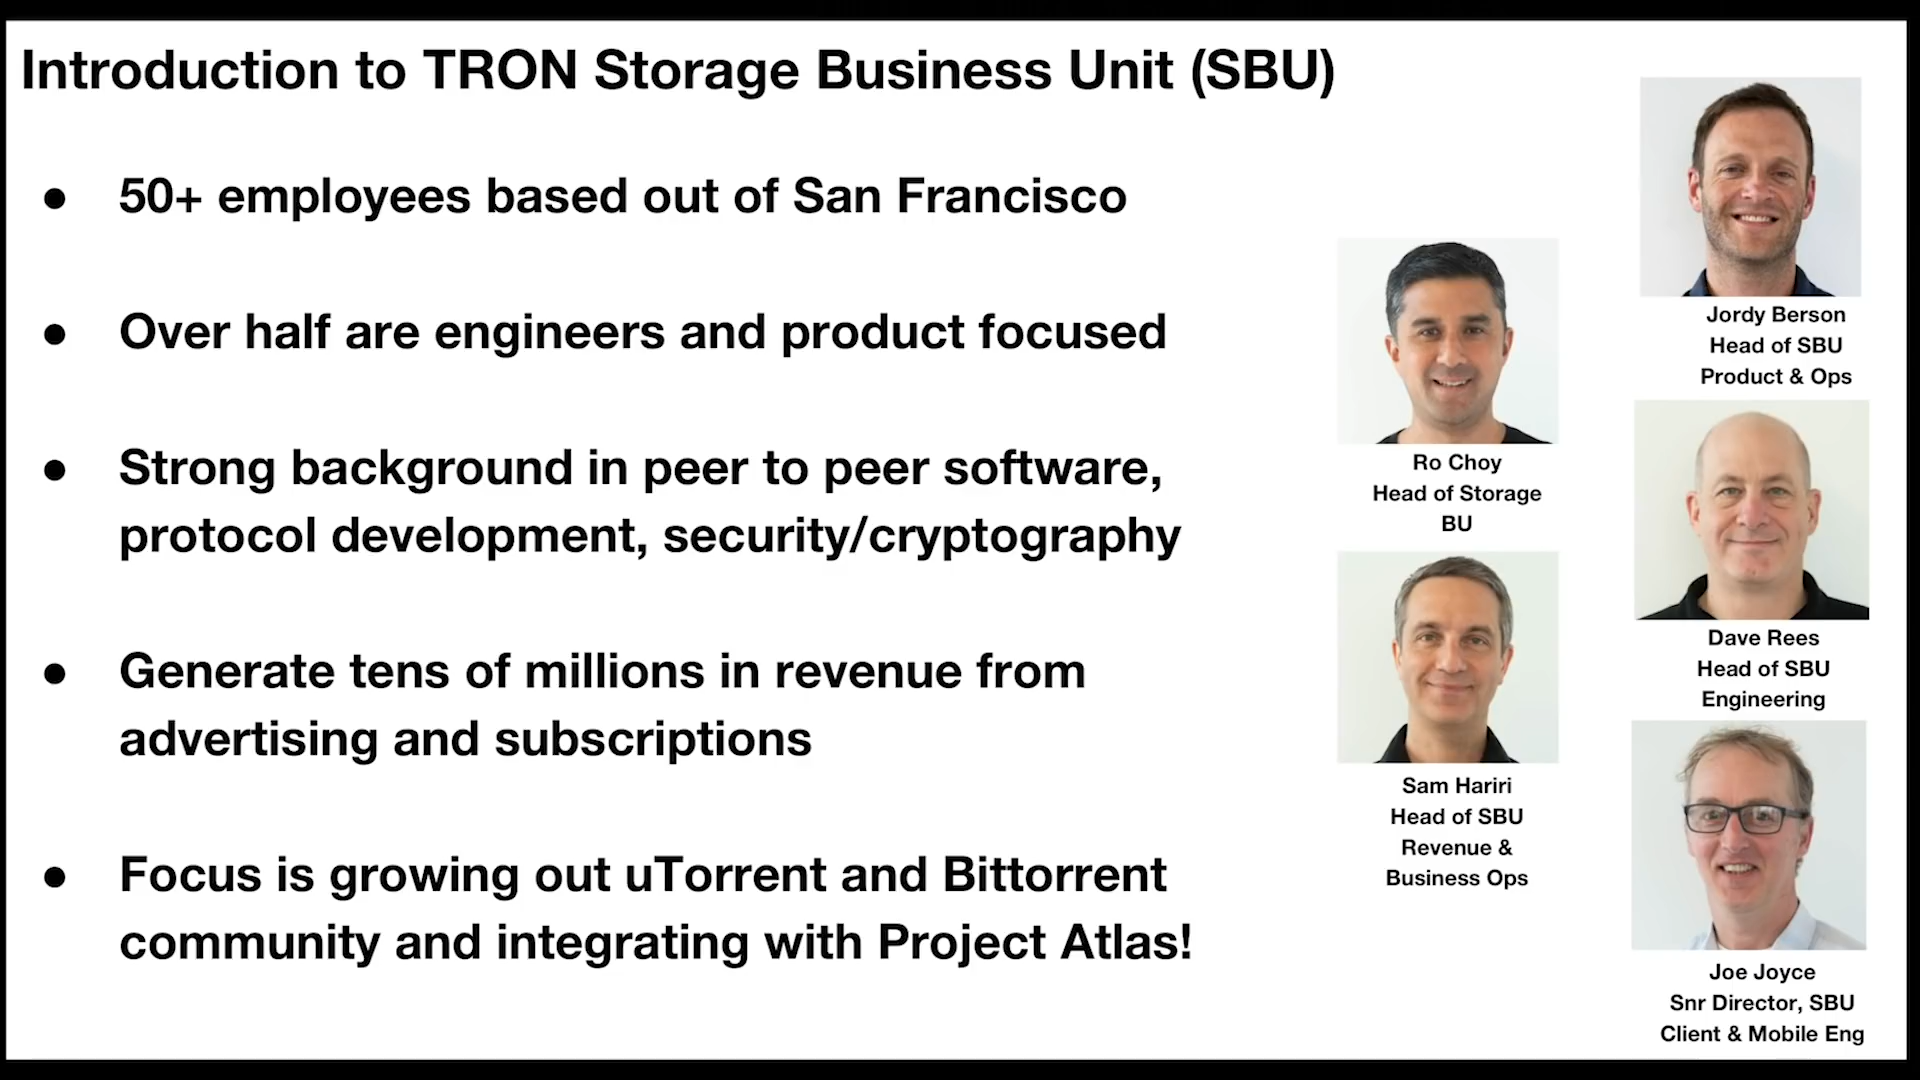 Introduction to TRON Storage Business Unit (SBU)
● 50+ employees based out of San Francisco
● Over half are engineers and product focused
● Strong background in peer to peer software,
protocol development, security/cryptography
● Generate tens of millions in revenue from
advertising and subscriptions
● Focus is growing out uTorrent and Bittorrent
community and integrating with Project Atlas!
Ro Choy
Head of Storage
BU
Sam Hariri
Head of SBU
Revenue &
Business Ops
Jordy Berson
Head of SBU
Product & Ops
Dave Rees
Head of SBU
Engineering
Joe Joyce
Snr Director, SBU
Client & Mobile Eng